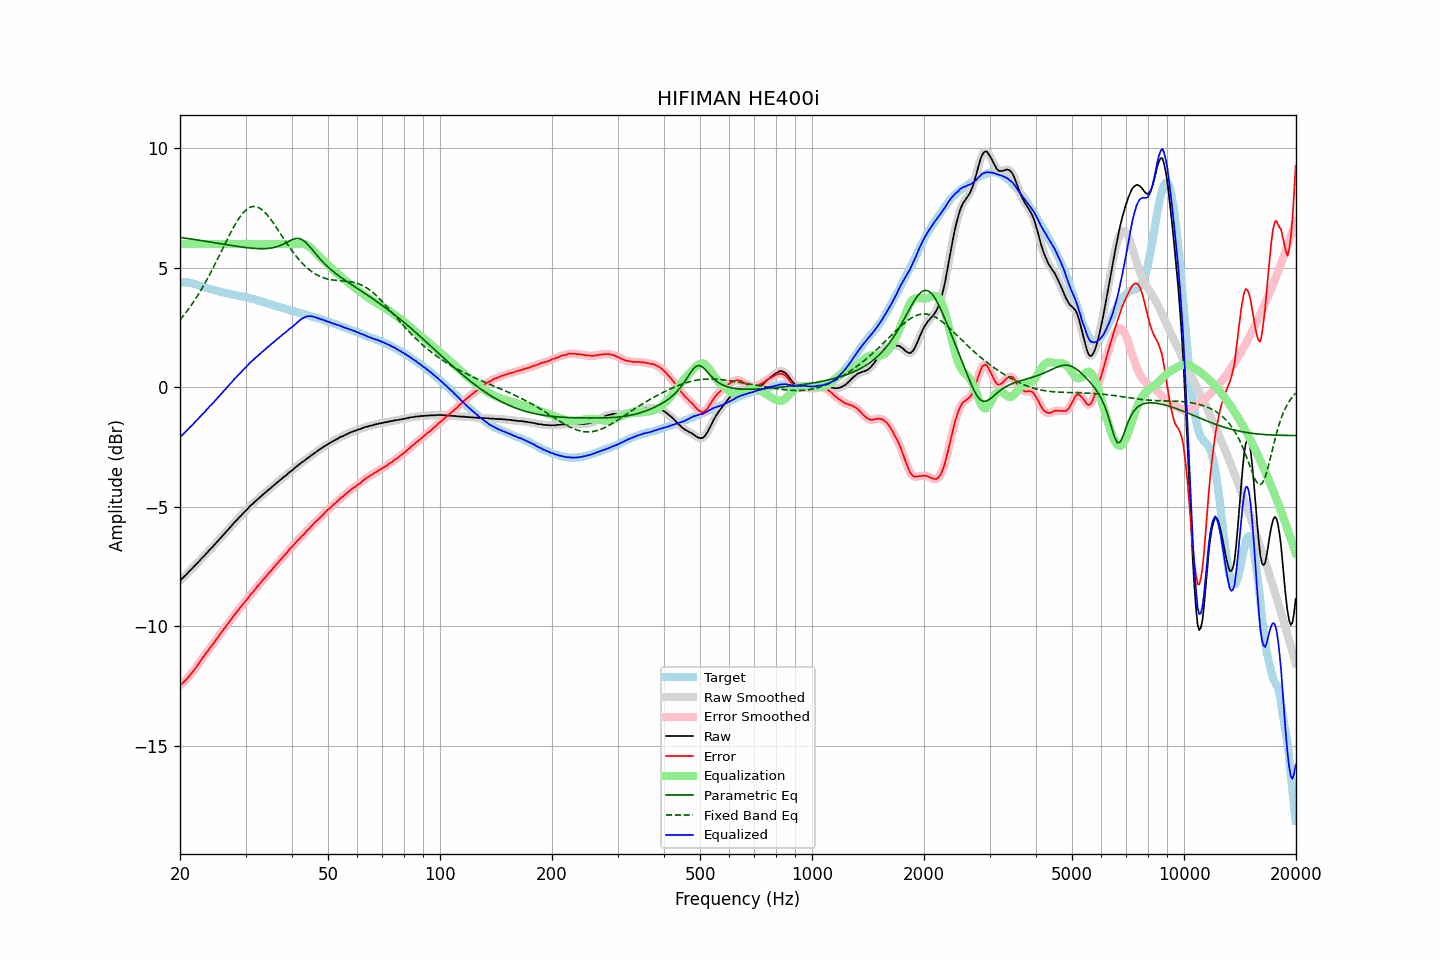 HIFIMAN HE400i
Amplitude (dBr)
10
5
0
−5
−10
−15
20
50
100
200
500
1000
2000
5000
10000
20000
Frequency (Hz)
Target
Raw Smoothed
Error Smoothed
Raw
Error
Equalization
Parametric Eq
Fixed Band Eq
Equalized